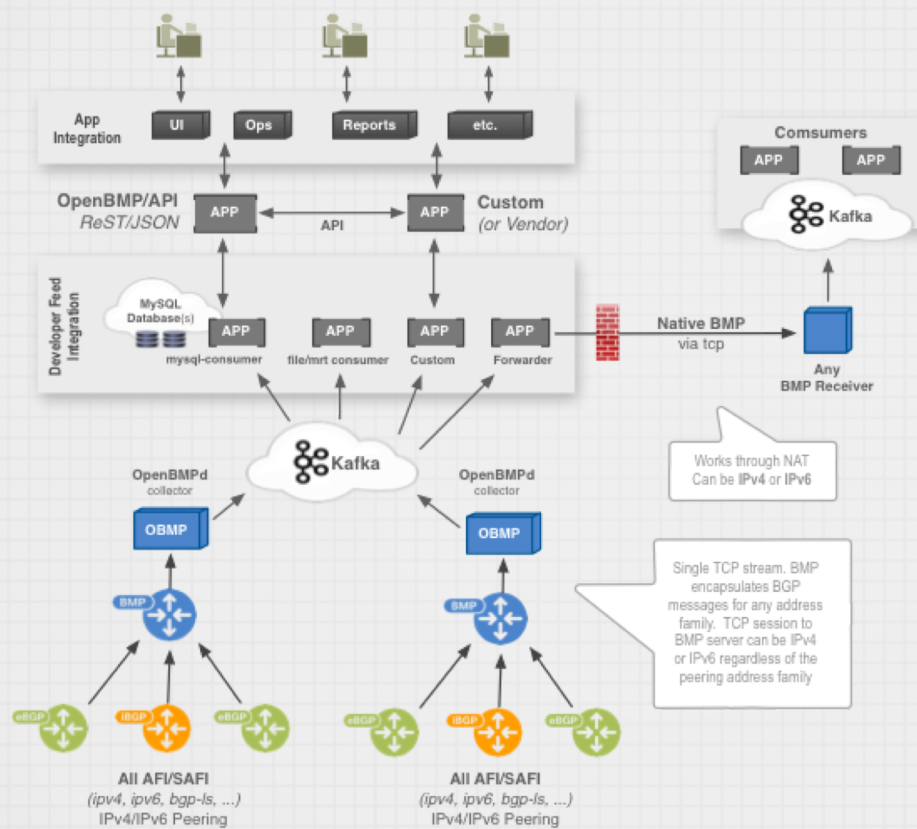 App
Integration
UI
Ops
Reports
etc.
Comsumers
APP
APP
Kafka
OpenBMP/API
ReST/JSON
APP
API
APP
Custom
(or Vendor)
Developer Feed
Integration
MySQL
Database(s)
APP
mysql-consumer
APP
file/mrt consumer
APP
Custom
APP
Forwarder
Native BMP
via tcp
Any
BMP Receiver
Works through NAT
Can be IPv4 or IPv6
Kafka
OpenBMPd
collector
OBMP
OpenBMPd
collector
OBMP
Single TCP stream. BMP
encapsulates BGP
messages for any address
family. TCP session to
BMP server can be IPv4
or IPv6 regardless of the
peering address family
BMP
BMP
eBGP
iBGP
eBGP
eBGP
iBGP
eBGP
All AFI/SAFI
(ipv4, ipv6, bgp-ls, ...)
IPv4/IPv6 Peering
All AFI/SAFI
(ipv4, ipv6, bgp-ls, ...)
IPv4/IPv6 Peering